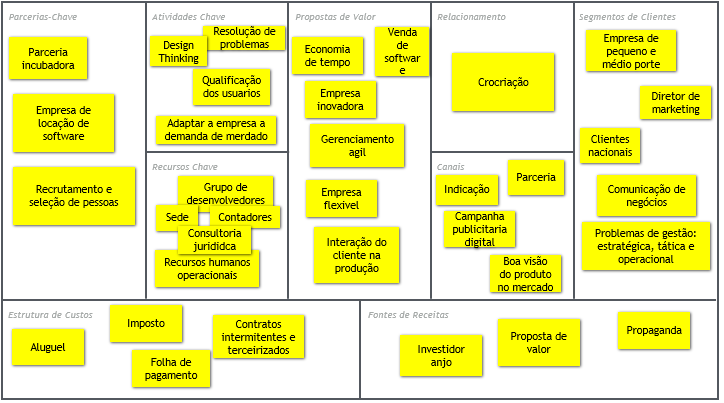 Parcerias-Chave
Parceria
incubadora
Empresa de
locação de
software
Recrutamento e
seleção de pessoas
Atividades Chave
Resolução de
problemas
Design
Thinking
Qualificação
dos usuarios
Adaptar a empresa a
demanda de merdado
Recursos Chave
Grupo de
desenvolvedores
Sede
Contadores
Consultoria
jurididca
Recursos humanos
operacionais
Propostas de Valor
Venda
de
softwar
e
Economia
de tempo
Empresa
inovadora
Gerenciamento
agil
Empresa
flexivel
Interação do
cliente na
produção
Relacionamento
Crocriação
Canais
Parceria
Indicação
Campanha
publicitaria
digital
Boa visão
do produto
no mercado
Segmentos de Clientes
Empresa de
pequeno e
médio porte
Diretor de
marketing
Clientes
nacionais
Comunicação de
negócios
Problemas de gestão:
estratégica, tática e
operacional
Estrutura de Custos
Aluguel
Imposto
Folha de
pagamento
Contratos
intermitentes e
terceirizados
Fontes de Receitas
Investidor
anjo
Proposta de
valor
Propaganda